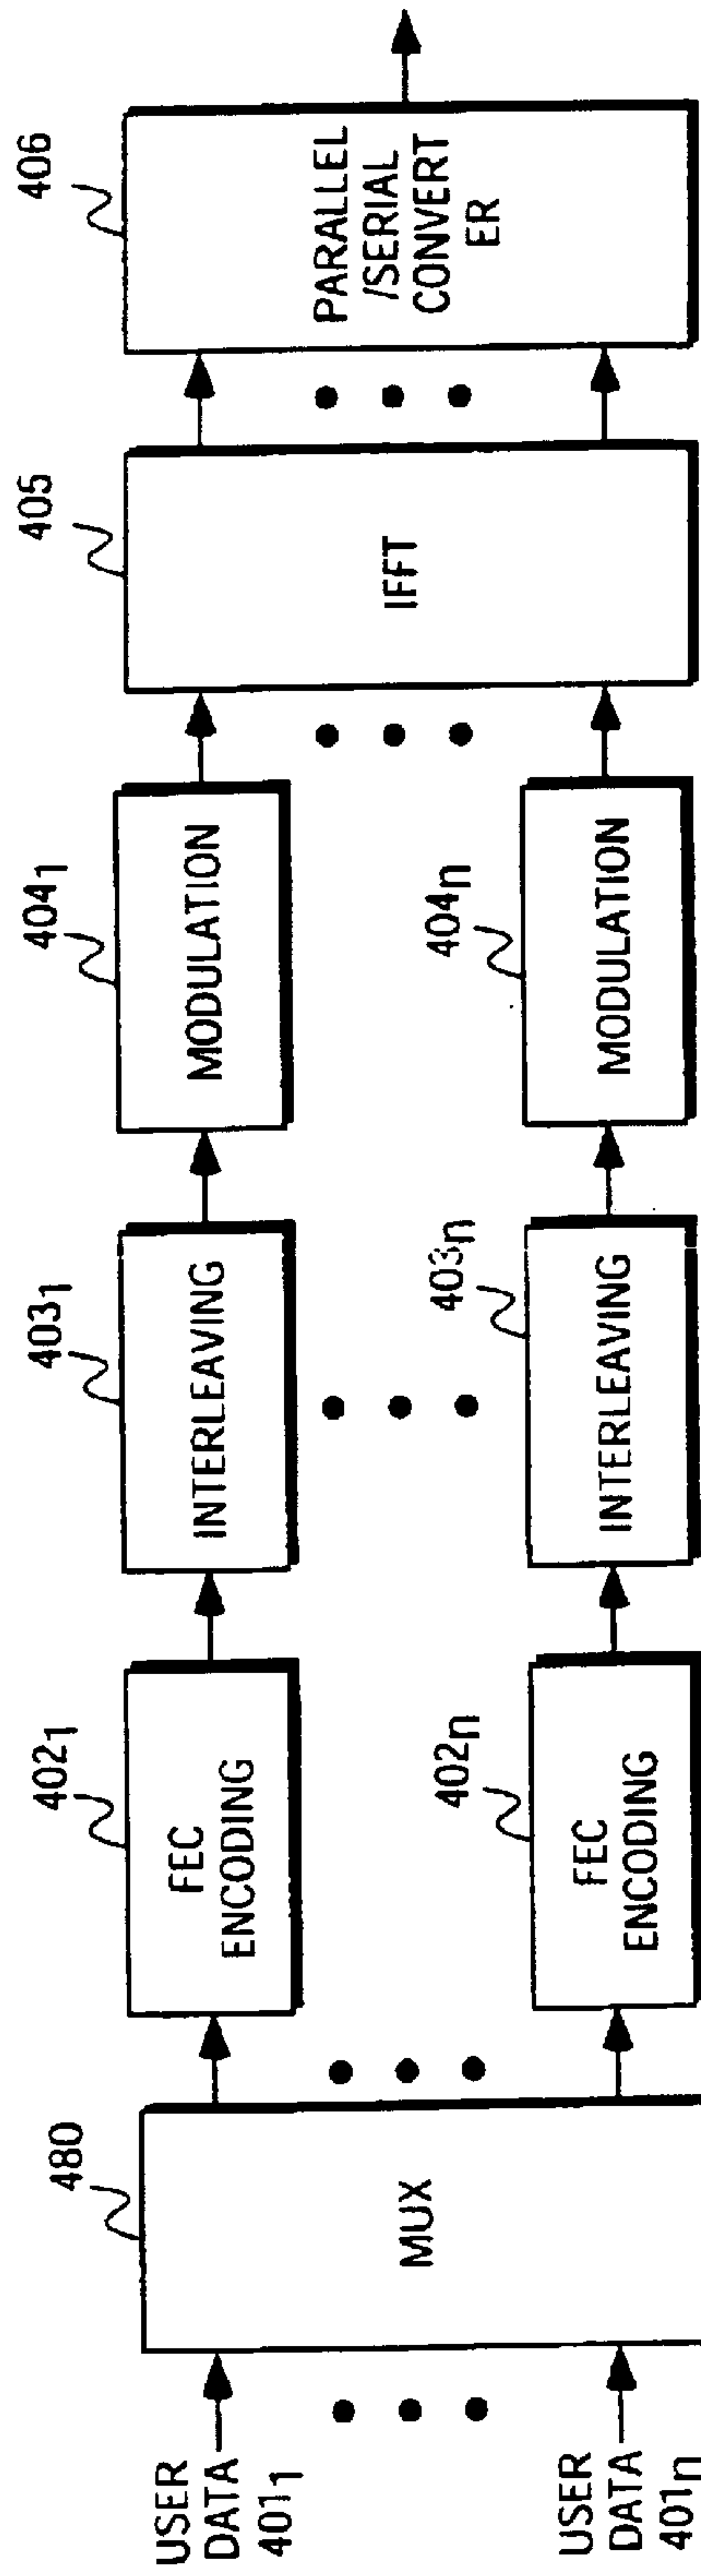 USER
DATA
401₁
USER
DATA
401ₙ
480
MUX
402₁
FEC
ENCODING
402ₙ
FEC
ENCODING
403₁
INTERLEAVING
403ₙ
INTERLEAVING
404₁
MODULATION
404ₙ
MODULATION
405
IFFT
406
PARALLEL
/SERIAL
CONVERT
ER